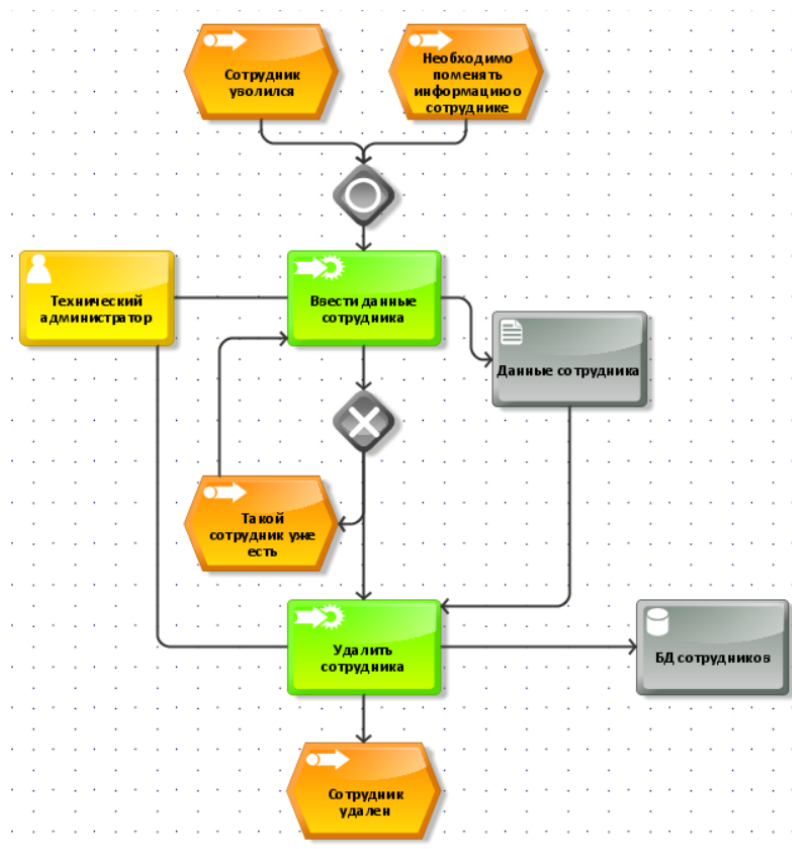 Сотрудник
уволился
Необходимо
поменять
информацию о
сотруднике
Технический
администратор
Ввести данные
сотрудника
Данные сотрудника
Такой
сотрудник уже
есть
Удалить
сотрудника
БД сотрудников
Сотрудник
удален